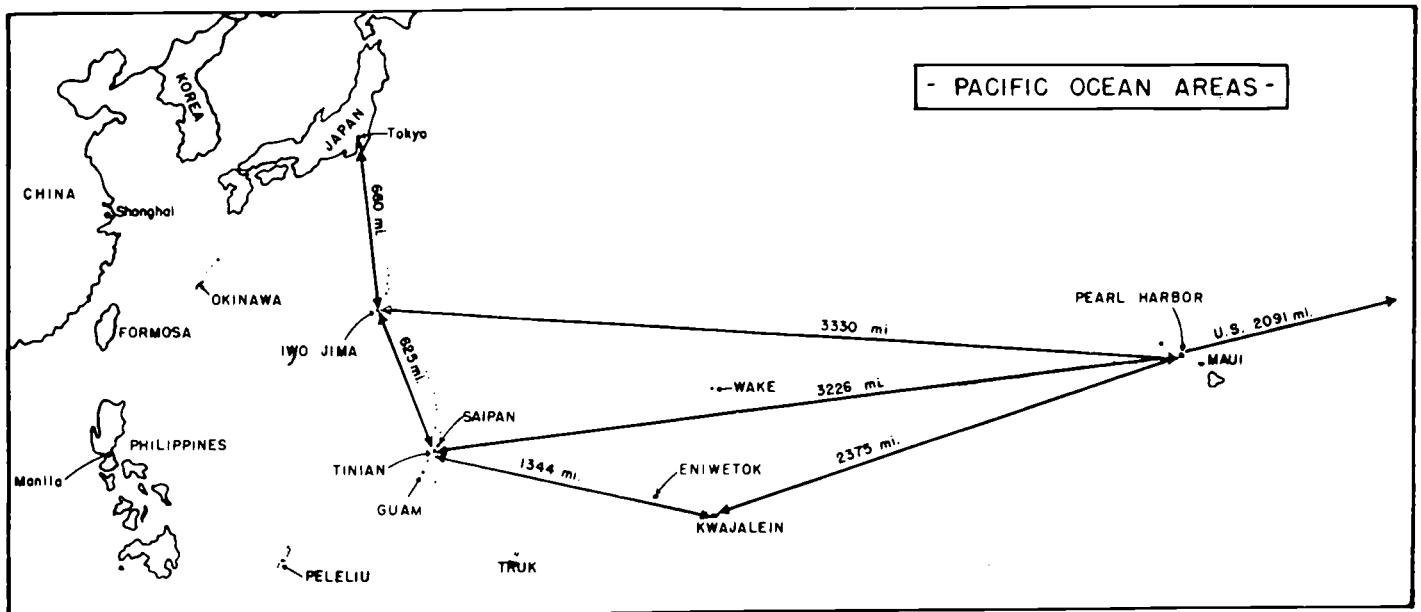 - PACIFIC OCEAN AREAS -
KOREA
JAPAN
Tokyo
CHINA
Shanghai
680 mi.
OKINAWA
PEARL HARBOR
U.S. 2091 mi.
FORMOSA
3330 mi
IWO JIMA
625 mi.
MAUI
WAKE
3226 mi.
SAIPAN
PHILIPPINES
TINIAN
1344 mi.
ENIWETOK
2375 mi.
Manila
GUAM
KWAJALEIN
PELELIU
TRUK